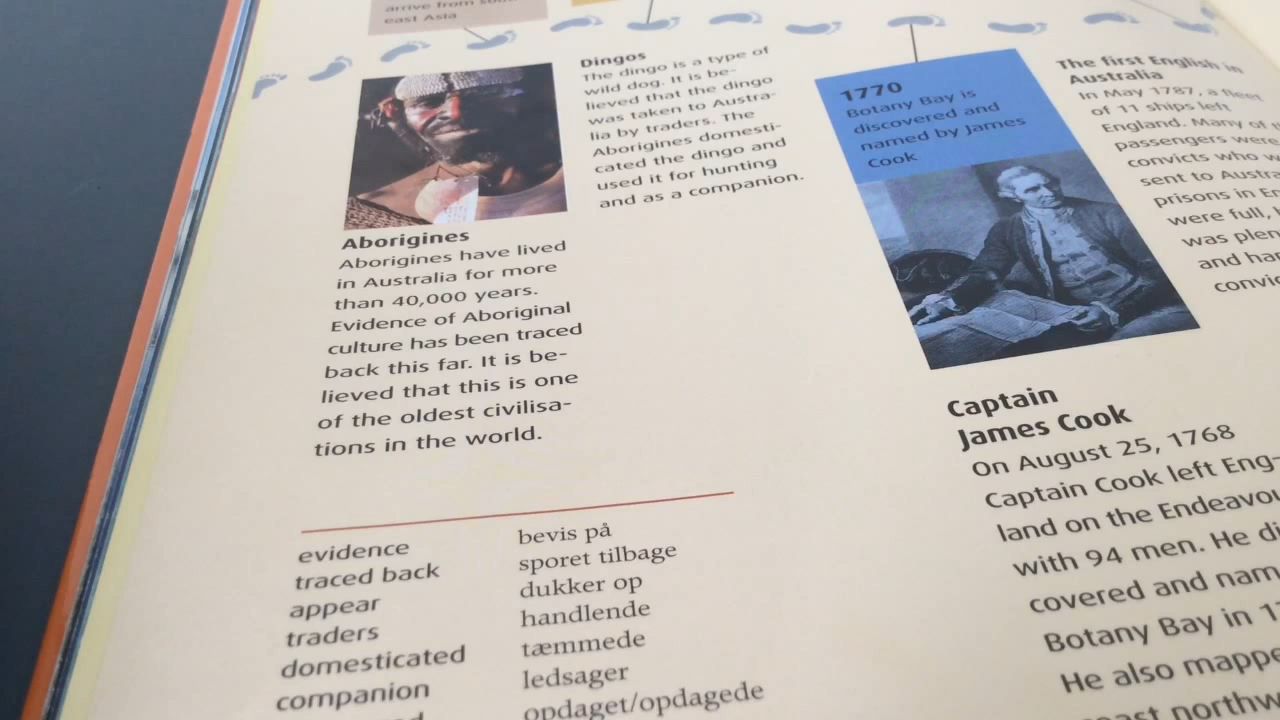 arrive from south
east Asia
Dingos
The dingo is a type of
wild dog. It is be-
lieved that the dingo
was taken to Austra-
lia by traders. The
Aborigines domesti-
cated the dingo and
used it for hunting
and as a companion.
Aborigines
Aborigines have lived
in Australia for more
than 40,000 years.
Evidence of Aboriginal
culture has been traced
back this far. It is be-
lieved that this is one
of the oldest civilisa-
tions in the world.
evidence bevis på
traced back sporet tilbage
appear dukker op
traders handlende
domesticated tæmmede
companion ledsager
opdaget/opdagede
1770
Botany Bay is
discovered and
named by James
Cook
Captain
James Cook
On August 25, 1768
Captain Cook left Eng-
land on the Endeavou
with 94 men. He di
covered and nam
Botany Bay in 1
He also mappe
east northw
The first English in
Australia
In May 1787, a fleet
of 11 ships left
England. Many of
passengers were
convicts who w
sent to Austra
prisons in En
were full,
was plen
and har
convic